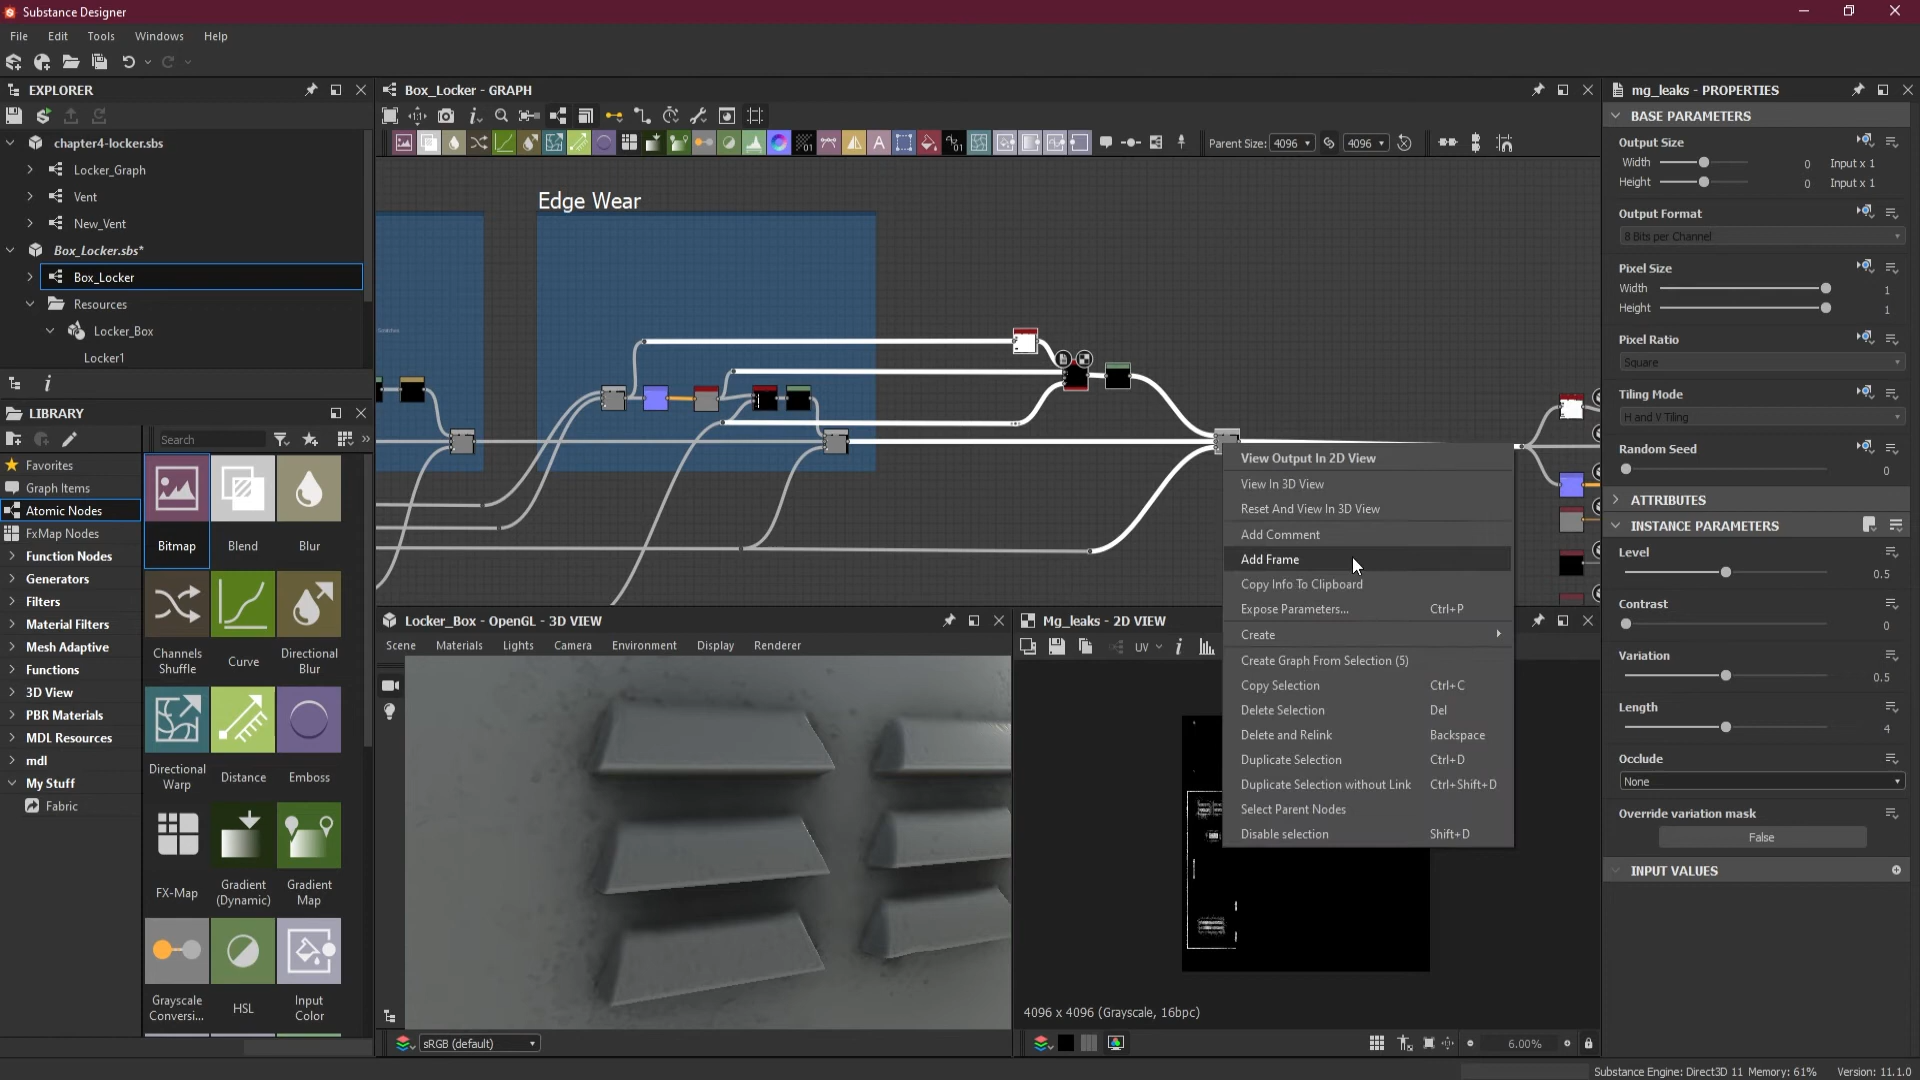 Substance Designer
File Edit Tools Windows Help
EXPLORER
chapter4-locker.sbs
Locker_Graph
Vent
New_Vent
Box_Locker.sbs*
Box_Locker
Resources
Locker_Box
Locker1
LIBRARY
Search
Favorites
Graph Items
Atomic Nodes
FxMap Nodes
Function Nodes
Generators
Filters
Material Filters
Mesh Adaptive
Functions
3D View
PBR Materials
MDL Resources
mdl
My Stuff
Fabric
Bitmap Blend Blur
Channels Shuffle
Curve
Directional Blur
Directional Warp
Distance
Emboss
FX-Map
Gradient (Dynamic)
Gradient Map
Grayscale Conversi...
HSL
Input Color
Box_Locker - GRAPH
Parent Size: 4096 4096
Edge Wear
View Output In 2D View
View In 3D View
Reset And View In 3D View
Add Comment
Add Frame
Copy Info To Clipboard
Expose Parameters... Ctrl+P
Create
Create Graph From Selection (5)
Copy Selection Ctrl+C
Delete Selection Del
Delete and Relink Backspace
Duplicate Selection Ctrl+D
Duplicate Selection without Link Ctrl+Shift+D
Select Parent Nodes
Disable selection Shift+D
Locker_Box - OpenGL - 3D VIEW
Scene Materials Lights Camera Environment Display Renderer
sRGB (default)
Mg_leaks - 2D VIEW
UV
4096 x 4096 (Grayscale, 16bpc)
6.00%
mg_leaks - PROPERTIES
BASE PARAMETERS
Output Size
Width 0 Input x 1
Height 0 Input x 1
Output Format
8 Bits per Channel
Pixel Size
Width 1
Height 1
Pixel Ratio
Square
Tiling Mode
H and V Tiling
Random Seed
0
ATTRIBUTES
INSTANCE PARAMETERS
Level
0.5
Contrast
0
Variation
0.5
Length
4
Occlude
None
Override variation mask
False
INPUT VALUES
Substance Engine: Direct3D 11 Memory: 61% Version: 11.1.0